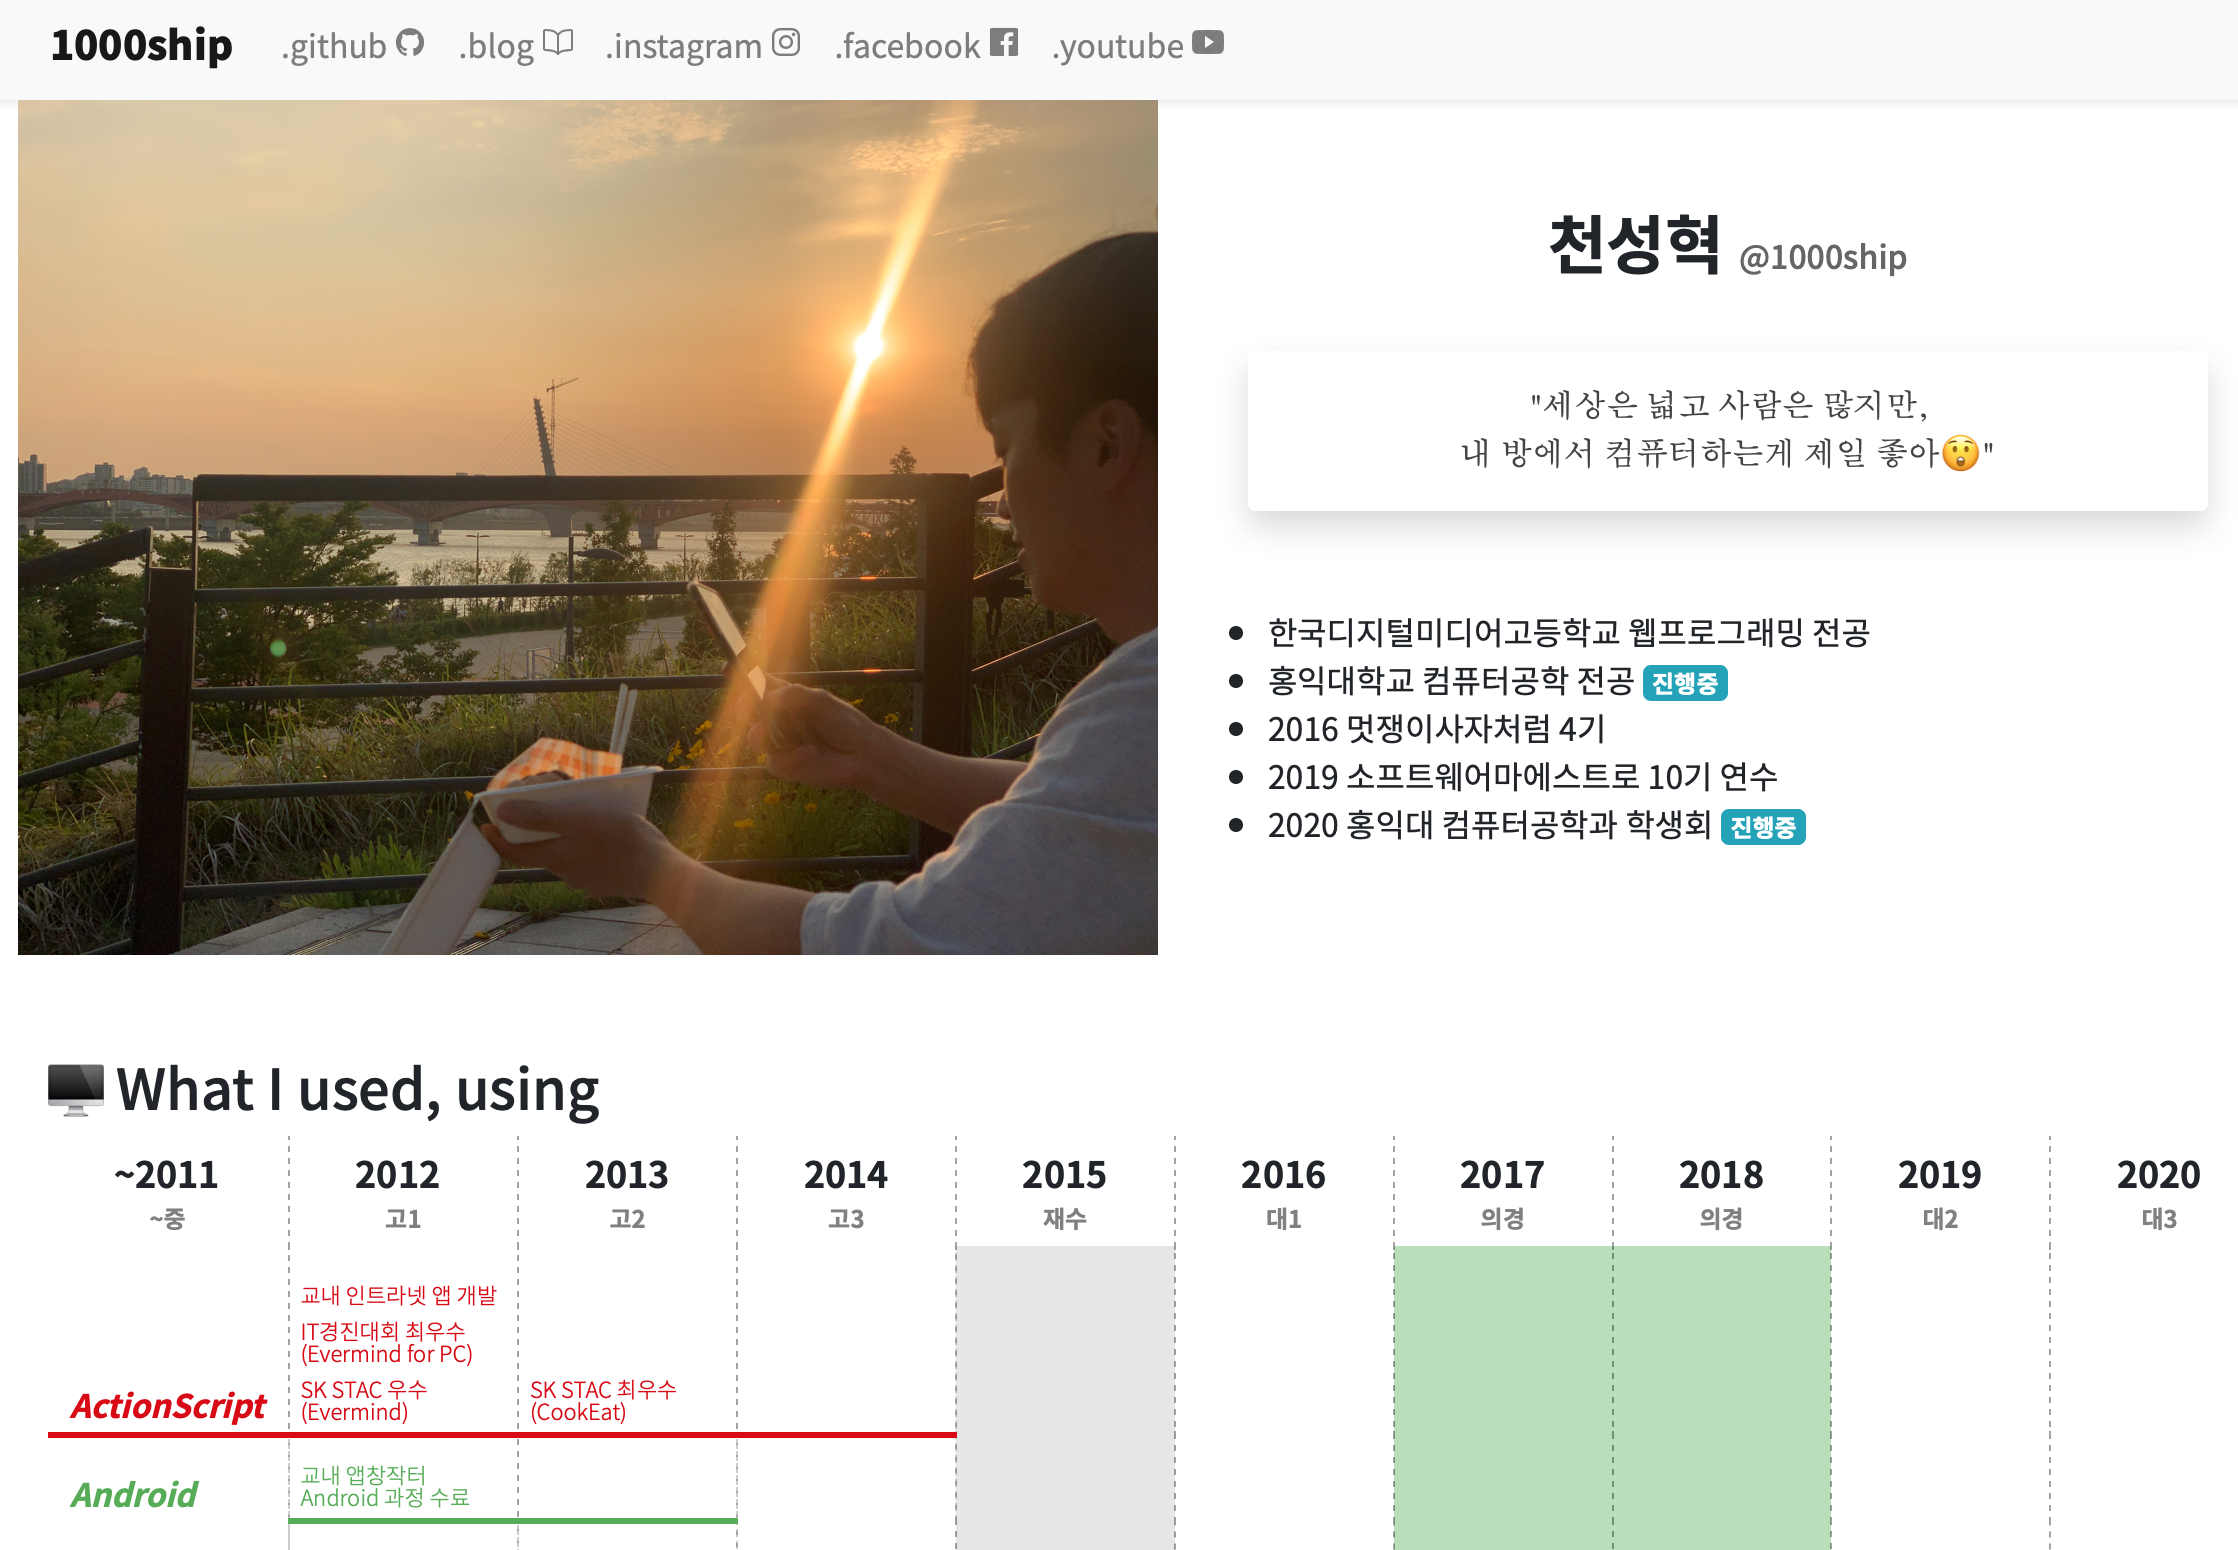 1000ship .github .blog .instagram .facebook .youtube
천성혁 @1000ship
"세상은 넓고 사람은 많지만,
내 방에서 컴퓨터하는게 제일 좋아😲"
한국디지털미디어고등학교 웹프로그래밍 전공
홍익대학교 컴퓨터공학 전공 진행중
2016 멋쟁이사자처럼 4기
2019 소프트웨어마에스트로 10기 연수
2020 홍익대 컴퓨터공학과 학생회 진행중
What I used, using
~2011 2012 2013 2014 2015 2016 2017 2018 2019 2020
~중 고1 고2 고3 재수 대1 의경 의경 대2 대3
교내 인트라넷 앱 개발
IT경진대회 최우수
(Evermind for PC)
SK STAC 우수
(Evermind)
SK STAC 최우수
(CookEat)
ActionScript
교내 앱창작터
Android 과정 수료
Android